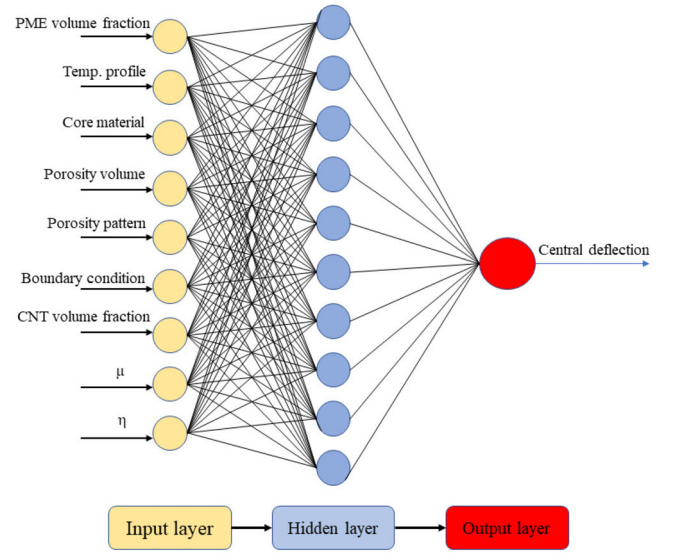 PME volume fraction
Temp. profile
Core material
Porosity volume
Porosity pattern
Boundary condition
CNT volume fraction
μ
η
Central deflection
Input layer
Hidden layer
Output layer